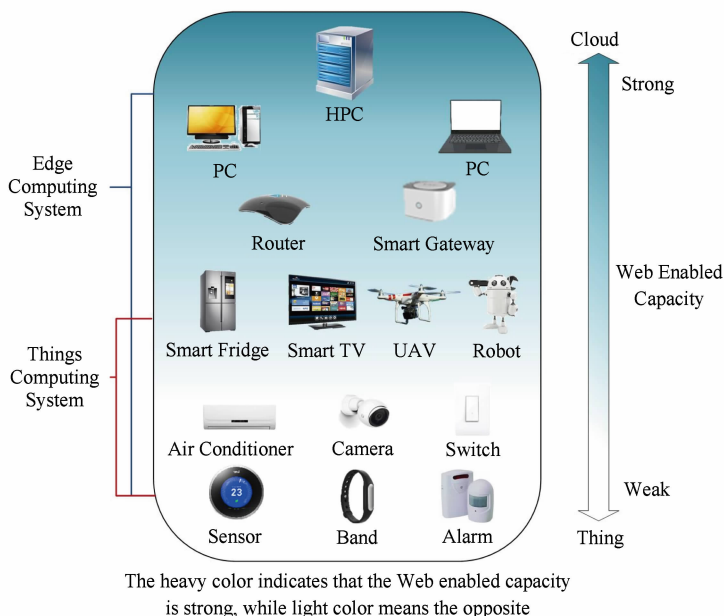 Cloud
Strong
HPC
PC
PC
Edge
Computing
System
Router
Smart Gateway
Web Enabled
Capacity
Smart Fridge
Smart TV
UAV
Robot
Things
Computing
System
Air Conditioner
Camera
Switch
23
Weak
Sensor
Band
Alarm
Thing
The heavy color indicates that the Web enabled capacity
is strong, while light color means the opposite